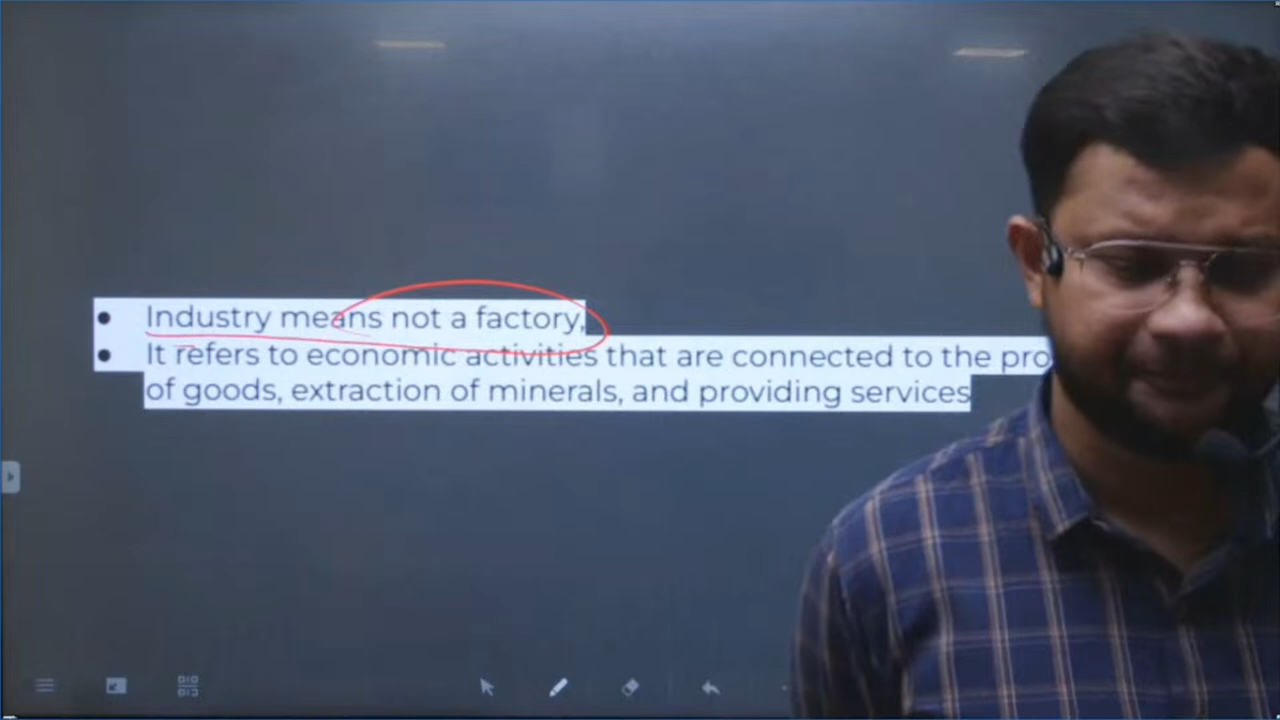 Industry means not a factory,
It refers to economic activities that are connected to the
of goods, extraction of minerals, and providing services